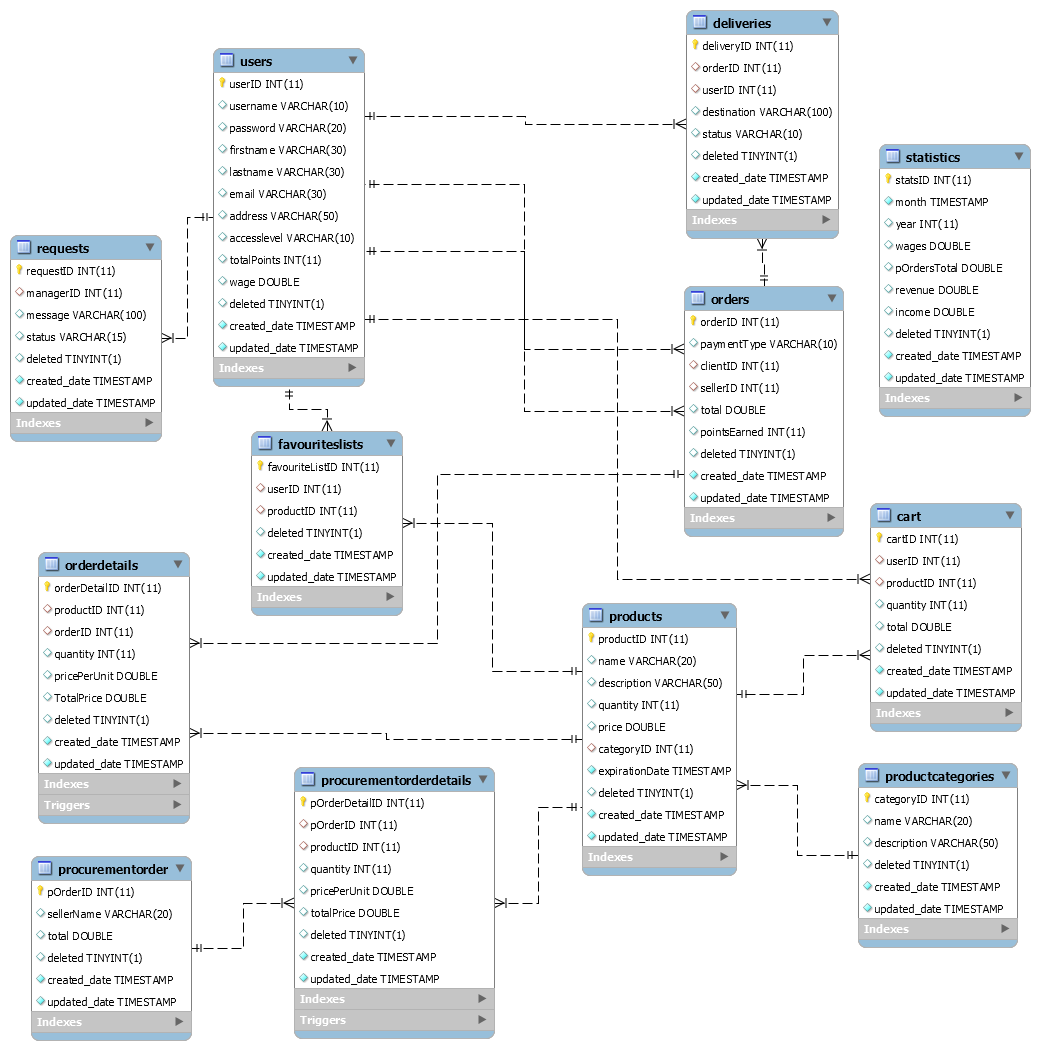 deliveries
deliveryID INT(11)
orderID INT(11)
userID INT(11)
destination VARCHAR(100)
status VARCHAR(10)
deleted TINYINT(1)
created_date TIMESTAMP
updated_date TIMESTAMP
Indexes
users
userID INT(11)
username VARCHAR(10)
password VARCHAR(20)
firstname VARCHAR(30)
lastname VARCHAR(30)
email VARCHAR(30)
address VARCHAR(50)
accesslevel VARCHAR(10)
totalPoints INT(11)
wage DOUBLE
deleted TINYINT(1)
created_date TIMESTAMP
updated_date TIMESTAMP
Indexes
statistics
statsID INT(11)
month TIMESTAMP
year INT(11)
wages DOUBLE
pOrdersTotal DOUBLE
revenue DOUBLE
income DOUBLE
deleted TINYINT(1)
created_date TIMESTAMP
updated_date TIMESTAMP
Indexes
requests
requestID INT(11)
managerID INT(11)
message VARCHAR(100)
status VARCHAR(15)
deleted TINYINT(1)
created_date TIMESTAMP
updated_date TIMESTAMP
Indexes
orders
orderID INT(11)
paymentType VARCHAR(10)
clientID INT(11)
sellerID INT(11)
total DOUBLE
pointsEarned INT(11)
deleted TINYINT(1)
created_date TIMESTAMP
updated_date TIMESTAMP
Indexes
favouriteslists
favouriteListID INT(11)
userID INT(11)
productID INT(11)
deleted TINYINT(1)
created_date TIMESTAMP
updated_date TIMESTAMP
Indexes
cart
cartID INT(11)
userID INT(11)
productID INT(11)
quantity INT(11)
total DOUBLE
deleted TINYINT(1)
created_date TIMESTAMP
updated_date TIMESTAMP
Indexes
orderdetails
orderDetailID INT(11)
productID INT(11)
orderID INT(11)
quantity INT(11)
pricePerUnit DOUBLE
TotalPrice DOUBLE
deleted TINYINT(1)
created_date TIMESTAMP
updated_date TIMESTAMP
Indexes
Triggers
products
productID INT(11)
name VARCHAR(20)
description VARCHAR(50)
quantity INT(11)
price DOUBLE
categoryID INT(11)
expirationDate TIMESTAMP
deleted TINYINT(1)
created_date TIMESTAMP
updated_date TIMESTAMP
Indexes
procurementorderdetails
pOrderDetailID INT(11)
pOrderID INT(11)
productID INT(11)
quantity INT(11)
pricePerUnit DOUBLE
totalPrice DOUBLE
deleted TINYINT(1)
created_date TIMESTAMP
updated_date TIMESTAMP
Indexes
Triggers
productcategories
categoryID INT(11)
name VARCHAR(20)
description VARCHAR(50)
deleted TINYINT(1)
created_date TIMESTAMP
updated_date TIMESTAMP
Indexes
procurementorder
pOrderID INT(11)
sellerName VARCHAR(20)
total DOUBLE
deleted TINYINT(1)
created_date TIMESTAMP
updated_date TIMESTAMP
Indexes